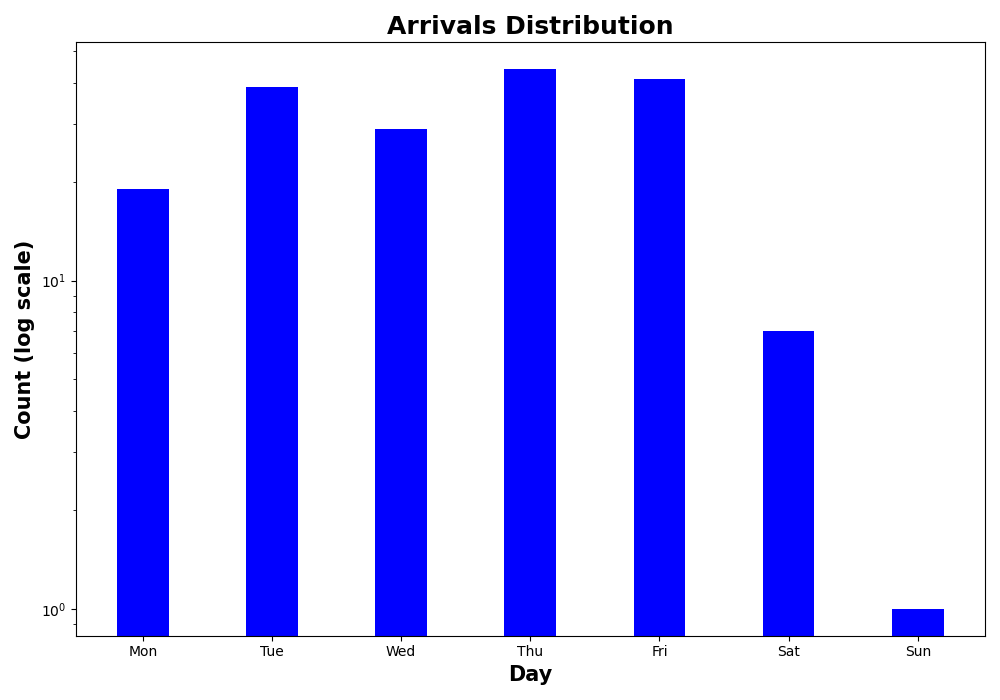 Arrivals Distribution
Count (log scale)
10¹
10⁰
Mon Tue Wed Thu Fri Sat Sun
Day